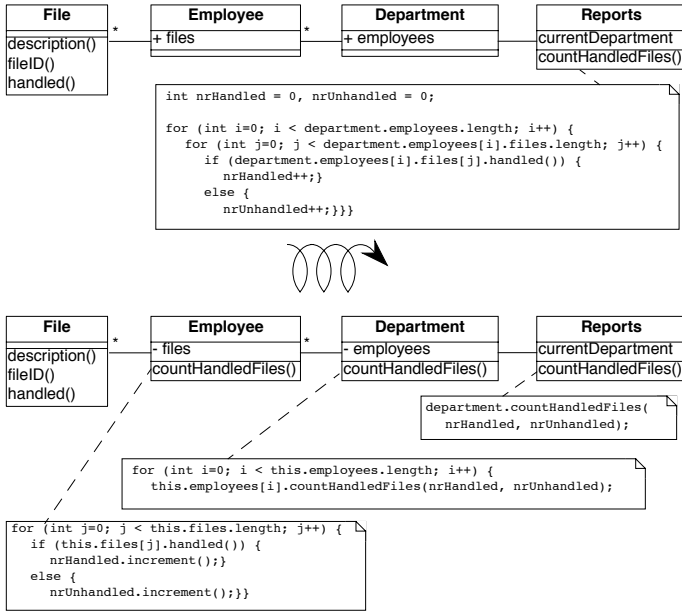 File
Employee
Department
Reports
description()
fileID()
handled()
*
+ files
*
+ employees
currentDepartment
countHandledFiles()
int nrHandled = 0, nrUnhandled = 0;
for (int i=0; i < department.employees.length; i++) {
for (int j=0; j < department.employees[i].files.length; j++) {
if (department.employees[i].files[j].handled()) {
nrHandled++;}
else {
nrUnhandled++;}}}
File
Employee
Department
Reports
description()
fileID()
handled()
*
- files
countHandledFiles()
*
- employees
countHandledFiles()
currentDepartment
countHandledFiles()
department.countHandledFiles(
nrHandled, nrUnhandled);
for (int i=0; i < this.employees.length; i++) {
this.employees[i].countHandledFiles(nrHandled, nrUnhandled);
for (int j=0; j < this.files.length; j++) {
if (this.files[j].handled()) {
nrHandled.increment();}
else {
nrUnhandled.increment();}}